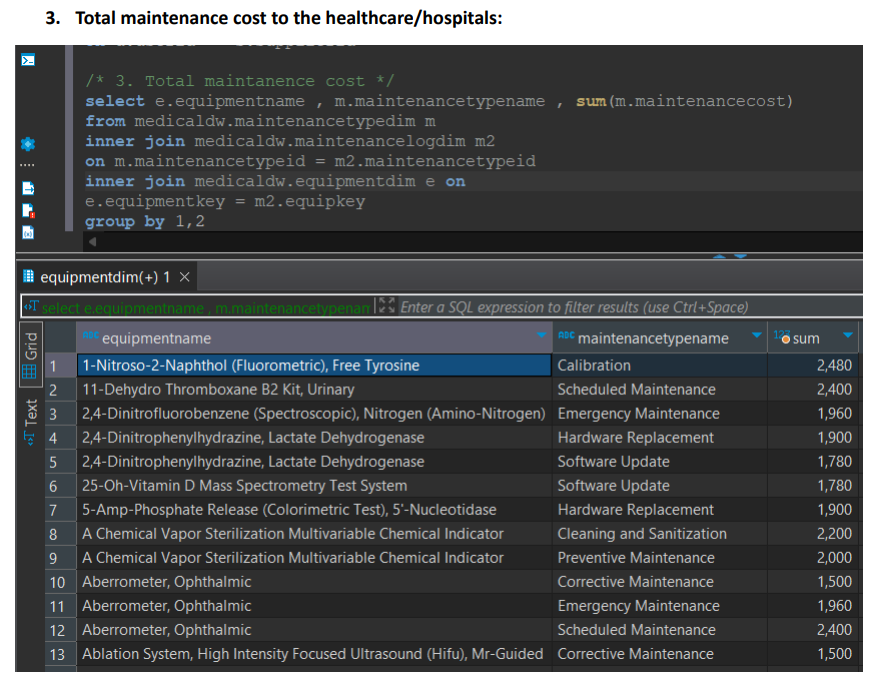 3. Total maintenance cost to the healthcare/hospitals:
/* 3. Total maintanence cost */
select e.equipmentname , m.maintenancetypename , sum(m.maintenancecost)
from medicaldw.maintenancetypedim m
inner join medicaldw.maintenancelogdim m2
on m.maintenancetypeid = m2.maintenancetypeid
inner join medicaldw.equipmentdim e on
e.equipmentkey = m2.equipkey
group by 1,2
equipmentdim(+) 1 ×
select e.equipmentname , m.maintenancetypenam Enter a SQL expression to filter results (use Ctrl+Space)
Grid
Text
ABC equipmentname ABC maintenancetypename 123 sum
1 1-Nitroso-2-Naphthol (Fluorometric), Free Tyrosine Calibration 2,480
2 11-Dehydro Thromboxane B2 Kit, Urinary Scheduled Maintenance 2,400
3 2,4-Dinitrofluorobenzene (Spectroscopic), Nitrogen (Amino-Nitrogen) Emergency Maintenance 1,960
4 2,4-Dinitrophenylhydrazine, Lactate Dehydrogenase Hardware Replacement 1,900
5 2,4-Dinitrophenylhydrazine, Lactate Dehydrogenase Software Update 1,780
6 25-Oh-Vitamin D Mass Spectrometry Test System Software Update 1,780
7 5-Amp-Phosphate Release (Colorimetric Test), 5'-Nucleotidase Hardware Replacement 1,900
8 A Chemical Vapor Sterilization Multivariable Chemical Indicator Cleaning and Sanitization 2,200
9 A Chemical Vapor Sterilization Multivariable Chemical Indicator Preventive Maintenance 2,000
10 Aberrometer, Ophthalmic Corrective Maintenance 1,500
11 Aberrometer, Ophthalmic Emergency Maintenance 1,960
12 Aberrometer, Ophthalmic Scheduled Maintenance 2,400
13 Ablation System, High Intensity Focused Ultrasound (Hifu), Mr-Guided Corrective Maintenance 1,500